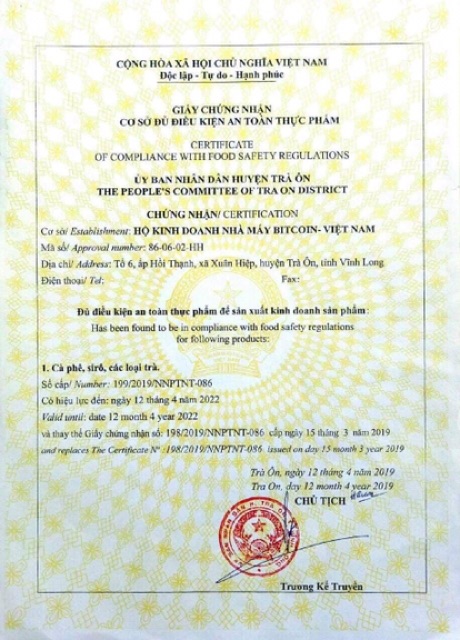 CỘNG HÒA XÃ HỘI CHỦ NGHĨA VIỆT NAM
Độc lập - Tự do - Hạnh phúc
GIẤY CHỨNG NHẬN
CƠ SỞ ĐỦ ĐIỀU KIỆN AN TOÀN THỰC PHẨM
CERTIFICATE
OF COMPLIANCE WITH FOOD SAFETY REGULATIONS
ỦY BAN NHÂN DÂN HUYỆN TRÀ ÔN
THE PEOPLE'S COMMITTEE OF TRA ON DISTRICT
CHỨNG NHẬN/ CERTIFICATION
Cơ sở/ Establishment: HỘ KINH DOANH NHÀ MÁY BITCOIN- VIỆT NAM
Mã số/ Approval number: 86-06-02-HH
Địa chỉ/ Address: Tổ 6, ấp Hồi Thạnh, xã Xuân Hiệp, huyện Trà Ôn, tỉnh Vĩnh Long
Điện thoại/ Tel: Fax:
Đủ điều kiện an toàn thực phẩm để sản xuất kinh doanh sản phẩm:
Has been found to be in compliance with food safety regulations
for following products:
1. Cà phê, sirô, các loại trà.
Số cấp/ Number: 199/2019/NNPTNT-086
Có hiệu lực đến: ngày 12 tháng 4 năm 2022
Valid until: date 12 month 4 year 2022
và thay thế Giấy chứng nhận số: 198/2019/NNPTNT-086 cấp ngày 15 tháng 3 năm 2019
and replaces The Certificate N° :198/2019/NNPTNT-086 issued on day 15 month 3 year 2019
Trà Ôn, ngày 12 tháng 4 năm 2019
Tra On, day 12 month 4 year 2019
CHỦ TỊCH
Trương Kế Truyền